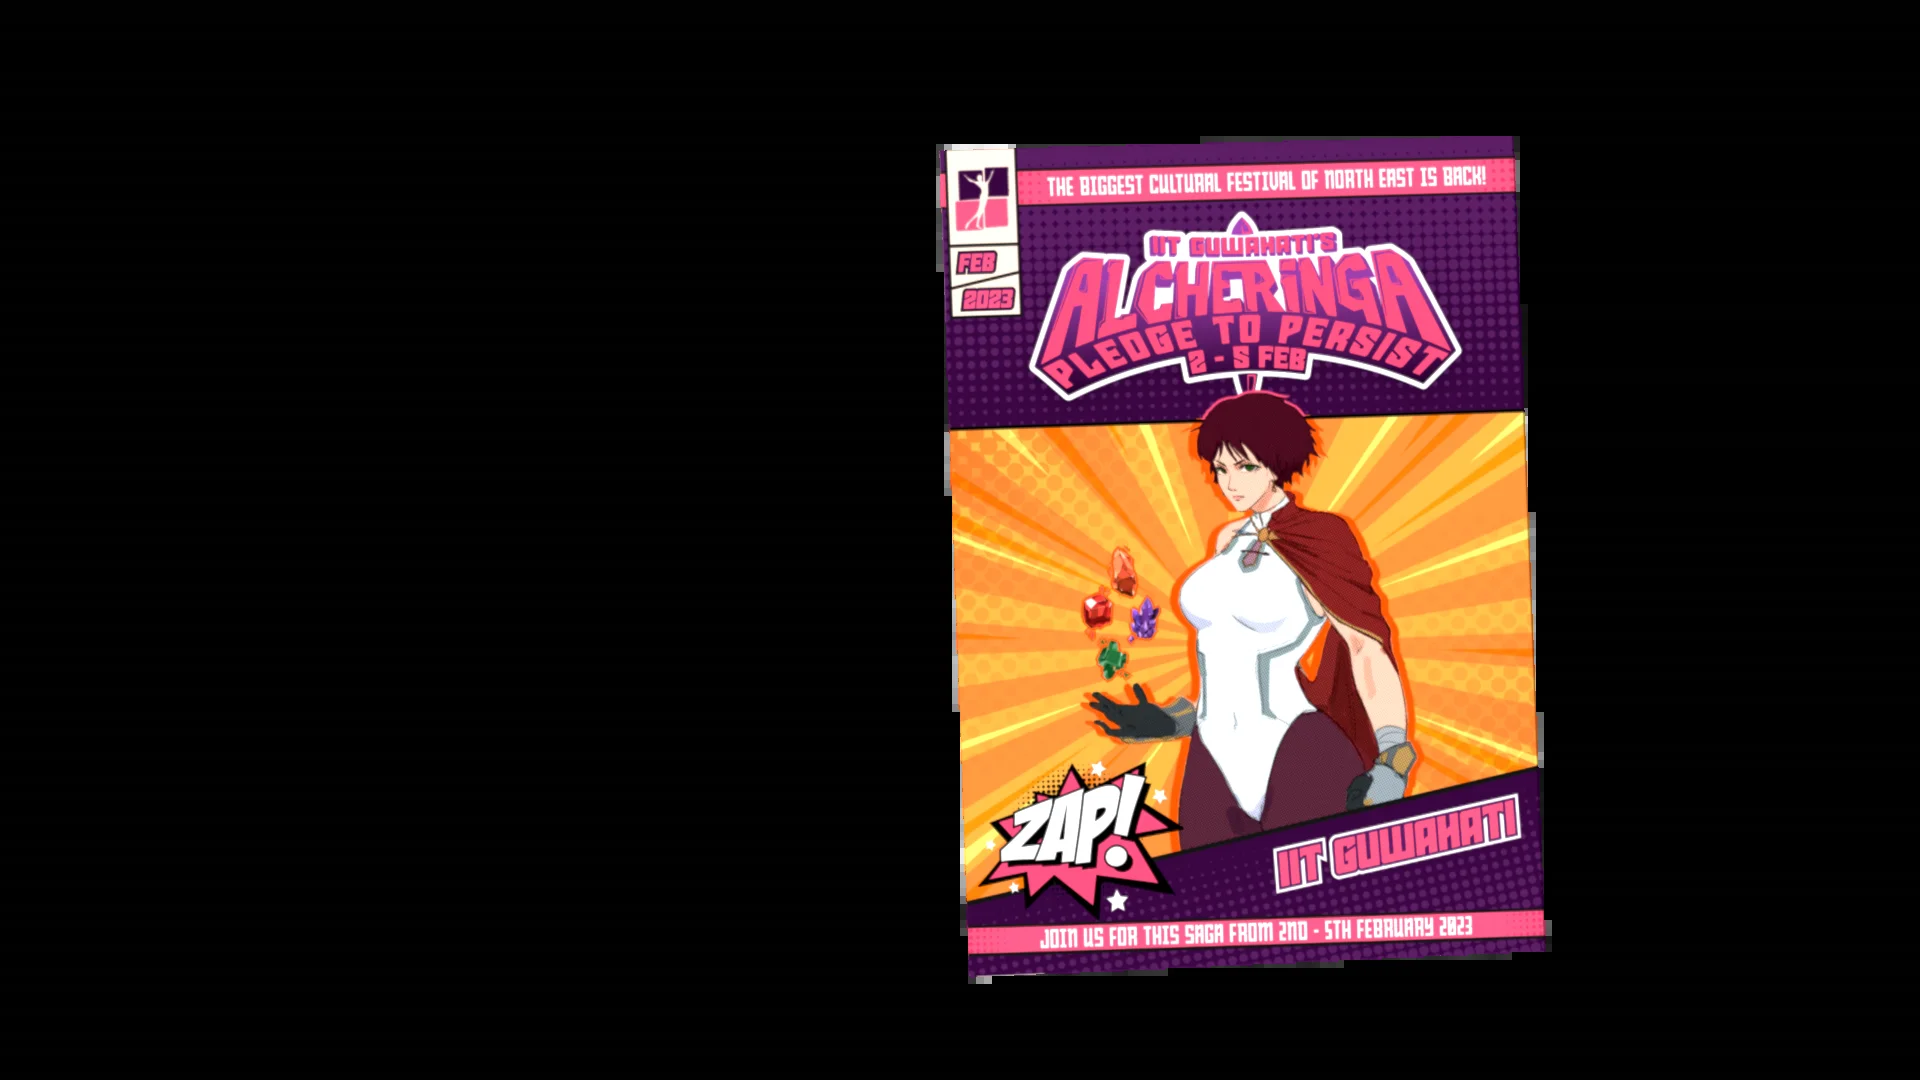 THE BIGGEST CULTURAL FESTIVAL OF NORTH EAST IS BACK!
FEB
2023
IIT GUWAHATI'S
ALCHERINGA
PLEDGE TO PERSIST
2 - 5 FEB
ZAP!
IIT GUWAHATI
JOIN US FOR THIS SAGA FROM 2ND - 5TH FEBRUARY 2023